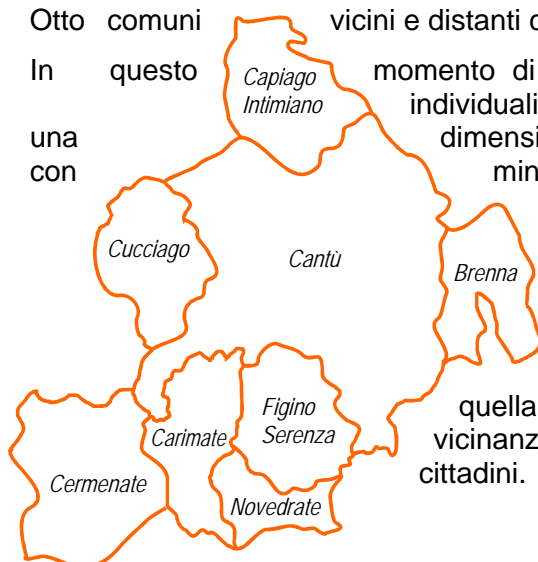 Otto comuni vicini e distanti
In questo momento di
individuali
una dimensi
con min
Capiago
Intimiano
Cucciago
Cantù
Brenna
quella
vicinanz
cittadini.
Figino
Serenza
Carimate
Cermenate
Novedrate